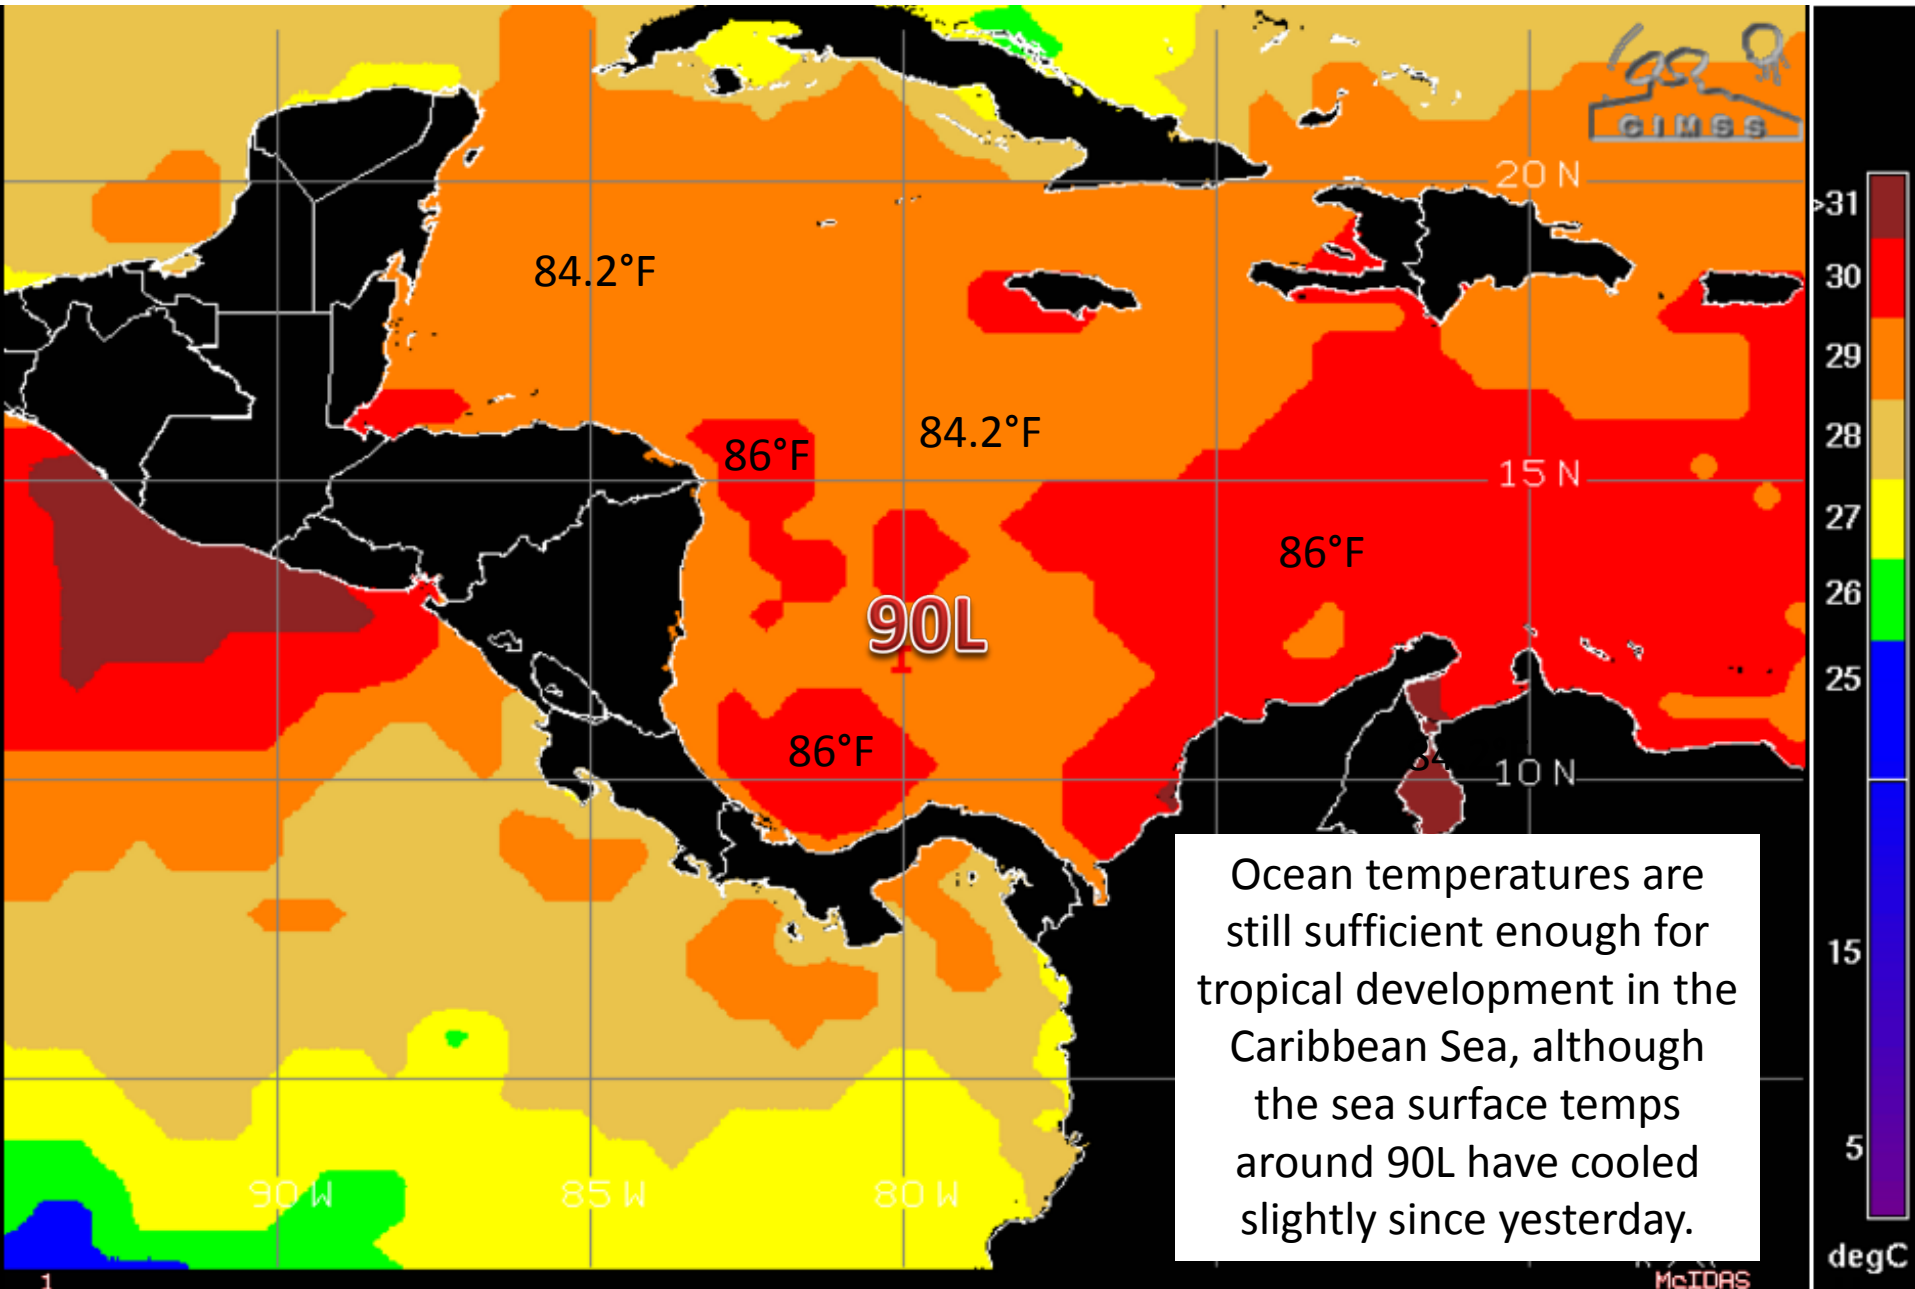 CIMSS
20 N
>31
30
84.2°F
29
84.2°F
28
86°F
15 N
27
86°F
26
90L
25
86°F
10 N
Ocean temperatures are
still sufficient enough for
tropical development in the
Caribbean Sea, although
the sea surface temps
around 90L have cooled
slightly since yesterday.
15
5
90 W
85 W
80 W
degC
1
McIDAS